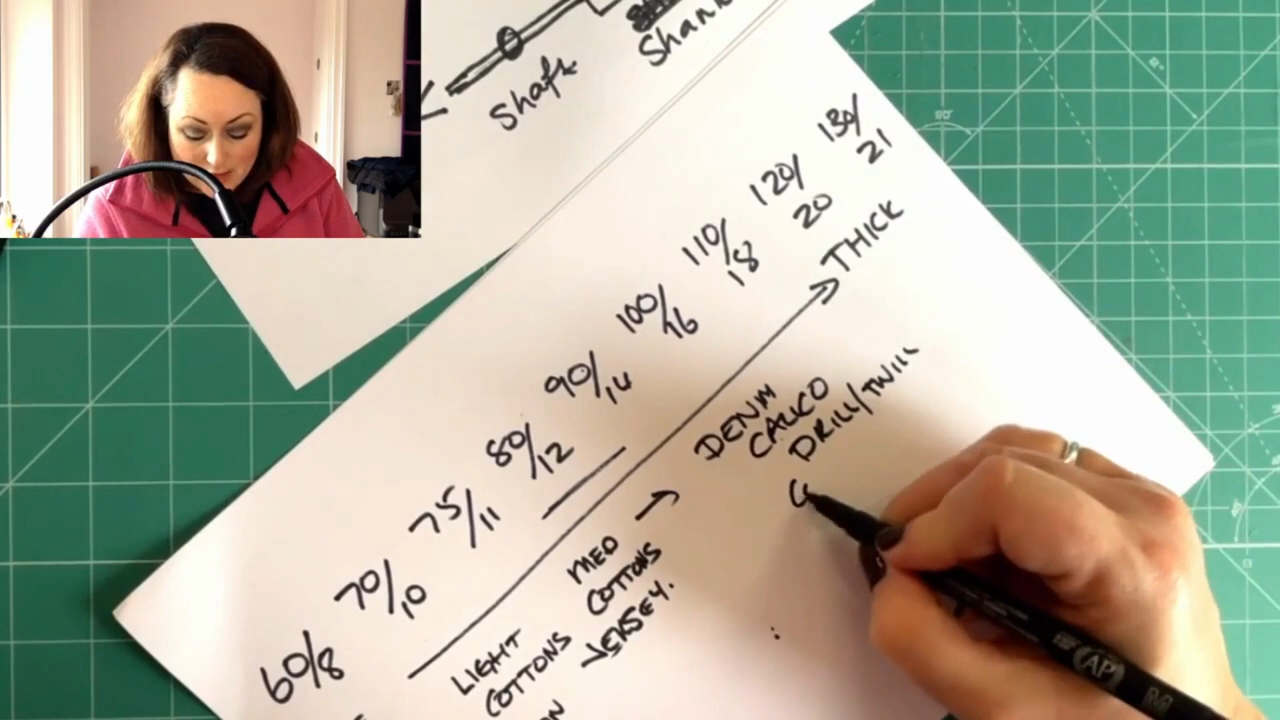 Shaft
Shank
60/8
70/10
75/11
80/12
90/14
100/16
110/18
120/
20
130/
21
THICK
LIGHT
COTTONS
MED
COTTONS
JERSEY.
DENIM
CALICO
DRILL/TWILL
AP
M